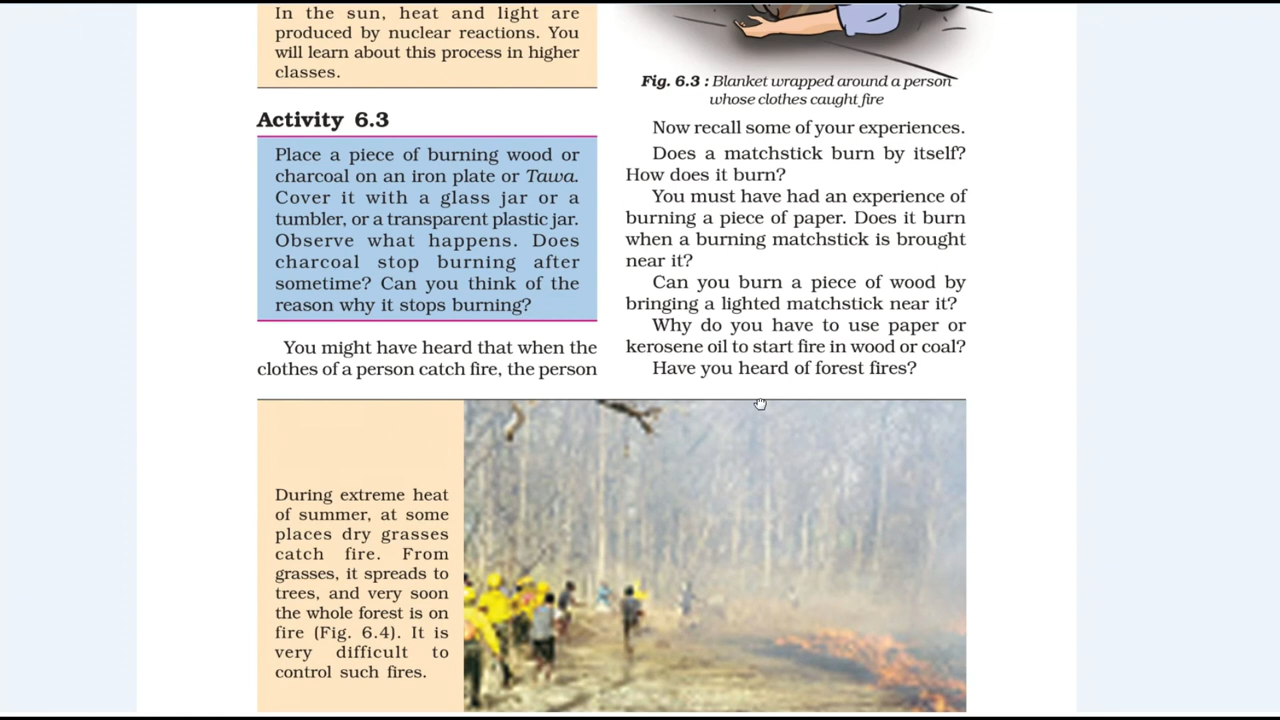 In the sun, heat and light are
produced by nuclear reactions. You
will learn about this process in higher
classes.
Activity 6.3
Place a piece of burning wood or
charcoal on an iron plate or Tawa.
Cover it with a glass jar or a
tumbler, or a transparent plastic jar.
Observe what happens. Does
charcoal stop burning after
sometime? Can you think of the
reason why it stops burning?
You might have heard that when the
clothes of a person catch fire, the person
Fig. 6.3 : Blanket wrapped around a person
whose clothes caught fire
Now recall some of your experiences.
Does a matchstick burn by itself?
How does it burn?
You must have had an experience of
burning a piece of paper. Does it burn
when a burning matchstick is brought
near it?
Can you burn a piece of wood by
bringing a lighted matchstick near it?
Why do you have to use paper or
kerosene oil to start fire in wood or coal?
Have you heard of forest fires?
During extreme heat
of summer, at some
places dry grasses
catch fire. From
grasses, it spreads to
trees, and very soon
the whole forest is on
fire (Fig. 6.4). It is
very difficult to
control such fires.